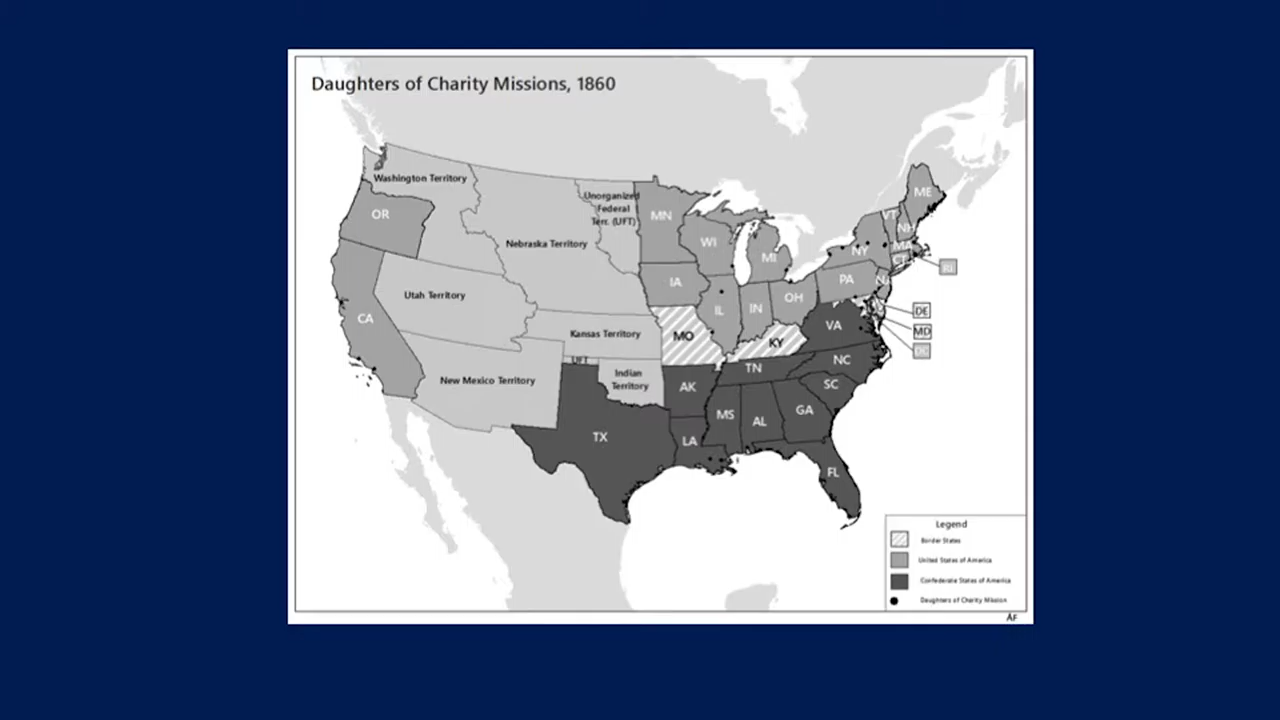 Daughters of Charity Missions, 1860
Washington Territory
OR
Unorganized
Federal
Terr. (UFT)
MN
ME
VT
NH
WI
MI
NY
MA
CT
RI
Nebraska Territory
IA
PA
NJ
Utah Territory
CA
IL
IN
OH
DE
MD
DC
VA
Kansas Territory
MO
KY
UFT
Indian
Territory
New Mexico Territory
TN
NC
AK
SC
MS
AL
GA
TX
LA
FL
Legend
Border States
United States of America
Confederate States of America
Daughters of Charity Mission
ÅF